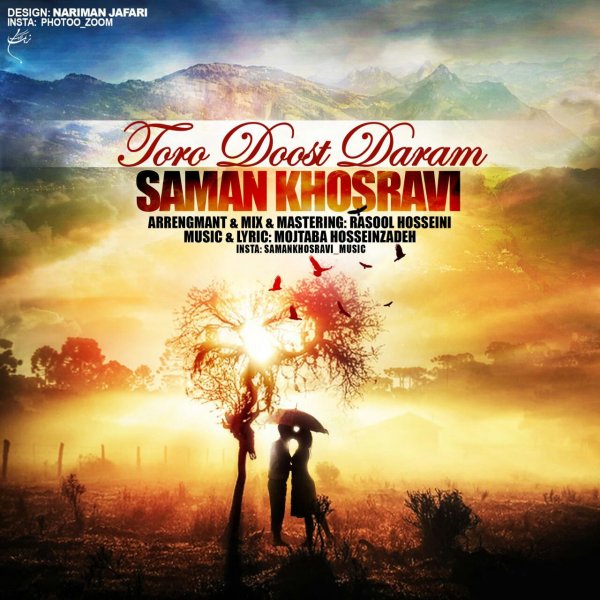 DESIGN: NARIMAN JAFARI
INSTA: PHOTOO_ZOOM
Toro Doost Daram
SAMAN KHOSRAVI
ARRENGMANT & MIX & MASTERING: RASOOL HOSSEINI
MUSIC & LYRIC: MOJTABA HOSSEINZADEH
INSTA: SAMANKHOSRAVI_MUSIC